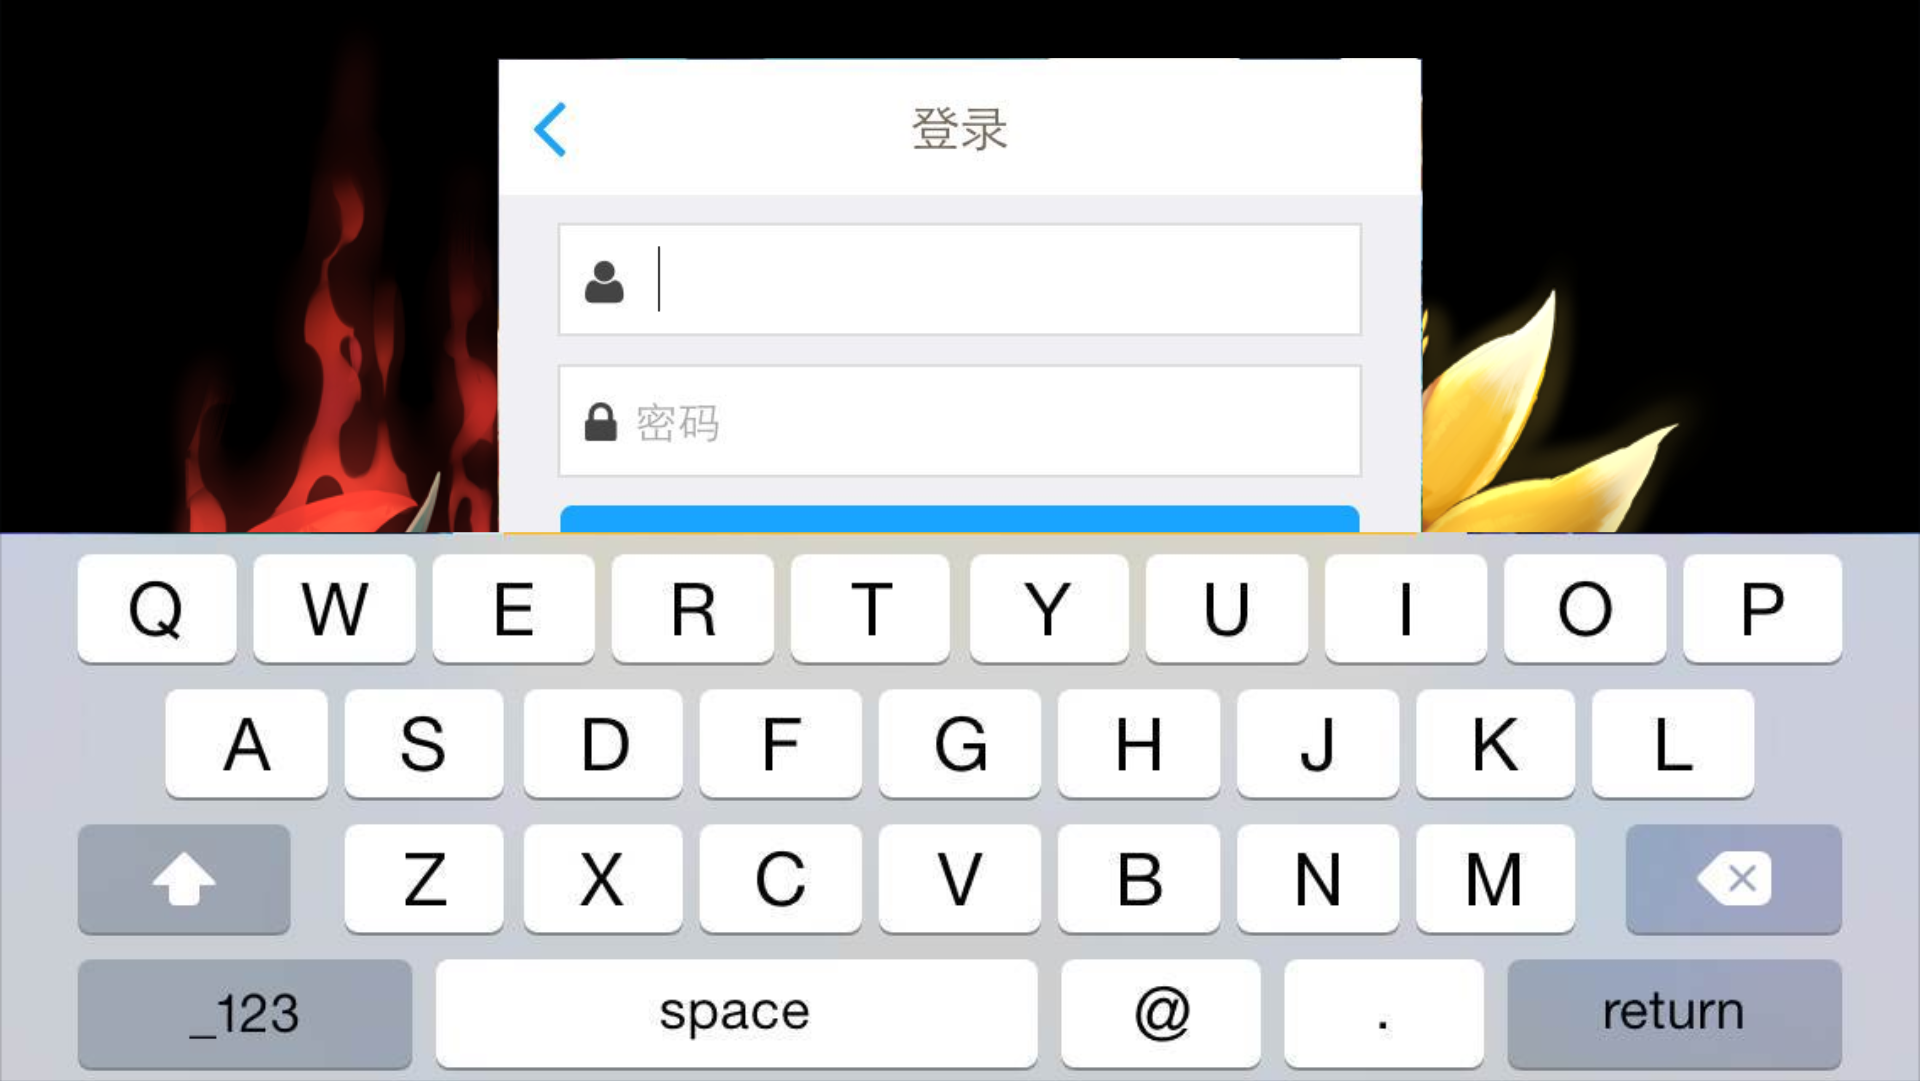 登录
密码
Q W E R T Y U I O P
A S D F G H J K L
Z X C V B N M
_123 space @ . return